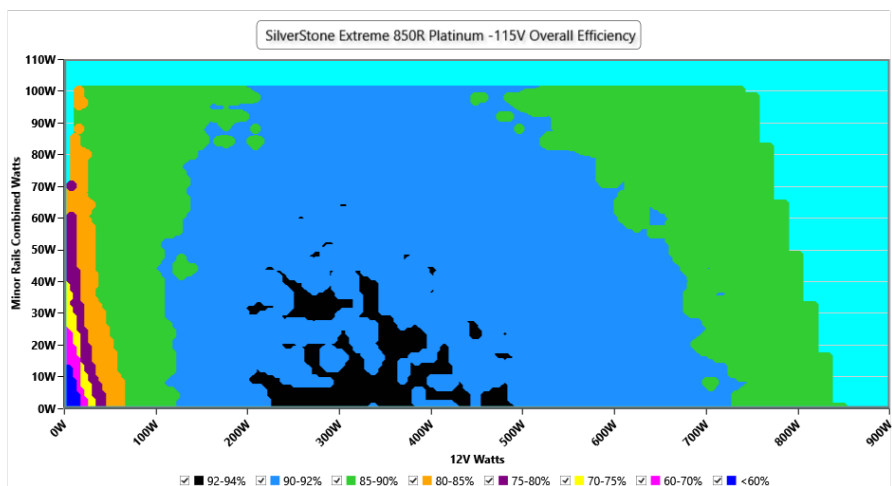 SilverStone Extreme 850R Platinum -115V Overall Efficiency
Minor Rails Combined Watts
110W
100W
90W
80W
70W
60W
50W
40W
30W
20W
10W
0W
0W 100W 200W 300W 400W 500W 600W 700W 800W 900W
12V Watts
92-94% 90-92% 85-90% 80-85% 75-80% 70-75% 60-70% <60%